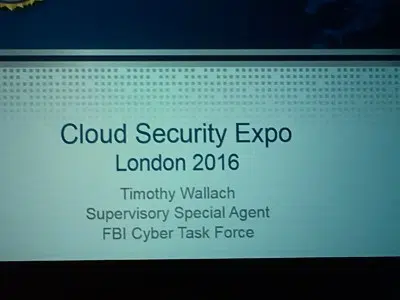 Cloud Security Expo
London 2016
Timothy Wallach
Supervisory Special Agent
FBI Cyber Task Force